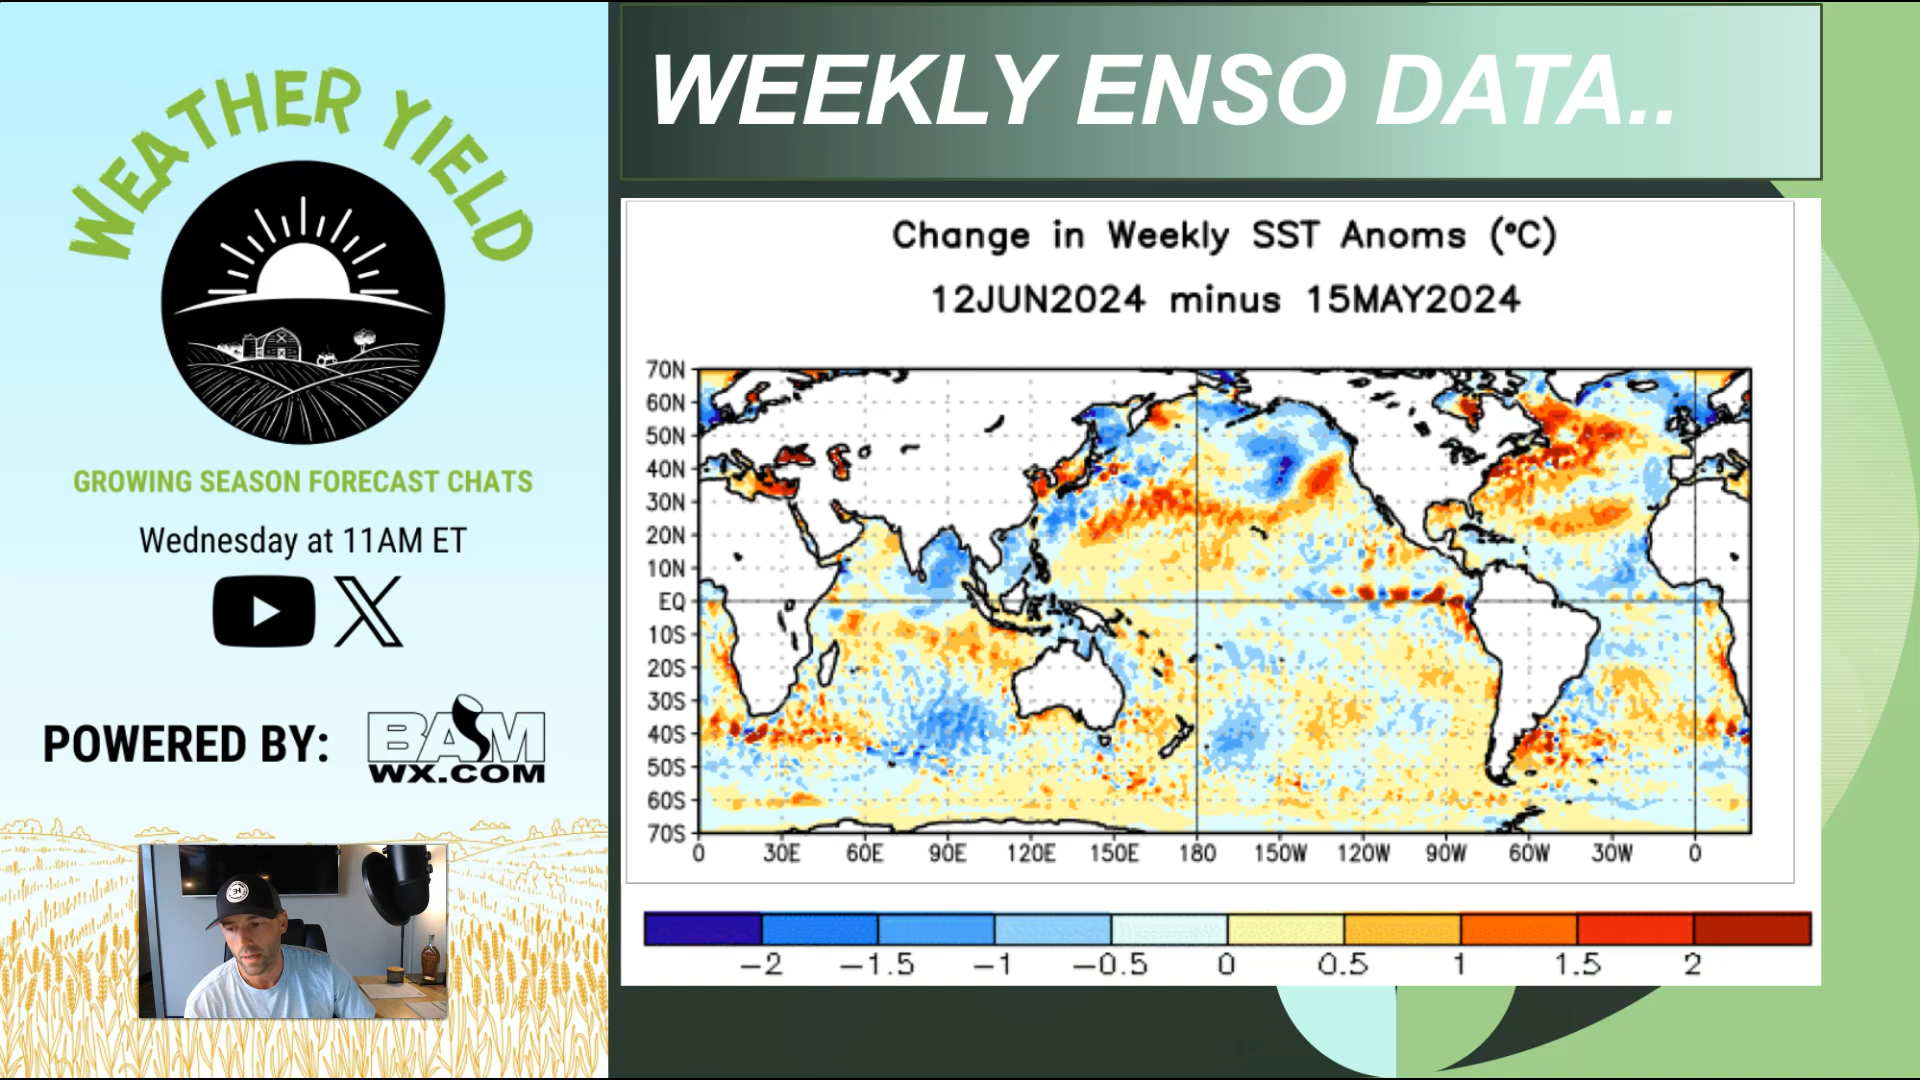 WEATHER YIELD
GROWING SEASON FORECAST CHATS
Wednesday at 11AM ET
POWERED BY:
BAM
WX.COM
WEEKLY ENSO DATA..
Change in Weekly SST Anoms (°C)
12JUN2024 minus 15MAY2024
70N
60N
50N
40N
30N
20N
10N
EQ
10S
20S
30S
40S
50S
60S
70S
0 30E 60E 90E 120E 150E 180 150W 120W 90W 60W 30W 0
−2 −1.5 −1 −0.5 0 0.5 1 1.5 2